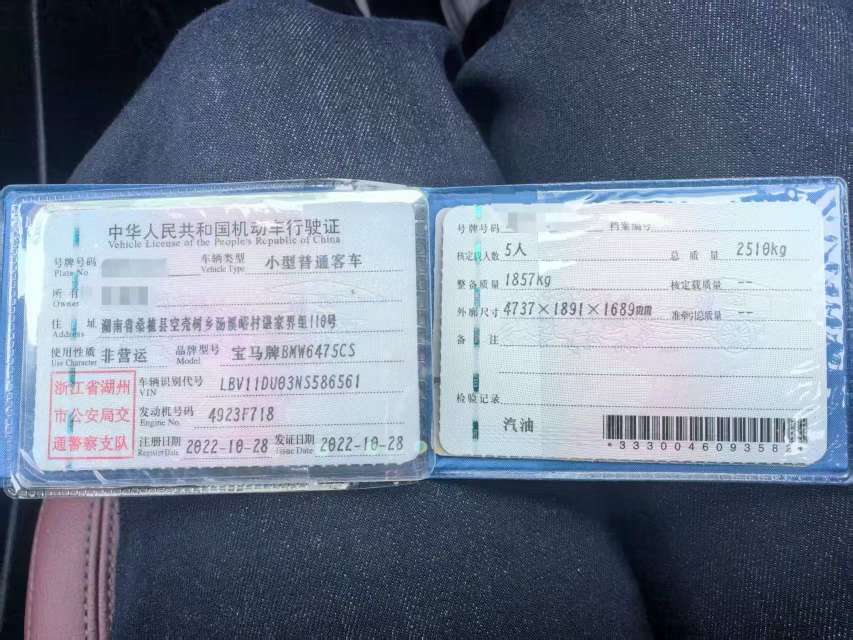 中华人民共和国机动车行驶证
Vehicle License of the People's Republic of China
号牌号码
Plate No
车辆类型 小型普通客车
Vehicle Type
所有
Owner
住 址 湖南省桑植县空壳树乡汤溪峪村谌家界组110号
Address
使用性质 非营运 品牌型号 宝马牌BMW6475CS
Use Character Model
浙江省湖州
市公安局交
通警察支队
车辆识别代号 LBV11DU03NS586561
VIN
发动机号码 4923F718
Engine No.
注册日期 2022-10-28 发证日期 2022-10-28
Register Date Issue Date
号牌号码 档案编号
核定载人数 5人 总质量 2510kg
整备质量 1857kg 核定载质量 --
外廓尺寸 4737×1891×1689mm 准牵引总质量 --
备 注
检验记录
汽油
*3330046093582*